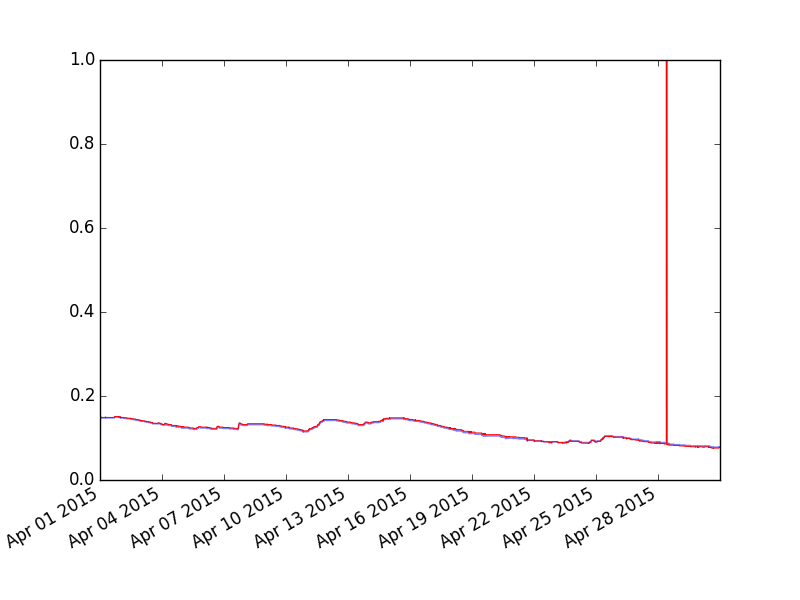 1.0
0.8
0.6
0.4
0.2
0.0
Apr 01 2015
Apr 04 2015
Apr 07 2015
Apr 10 2015
Apr 13 2015
Apr 16 2015
Apr 19 2015
Apr 22 2015
Apr 25 2015
Apr 28 2015